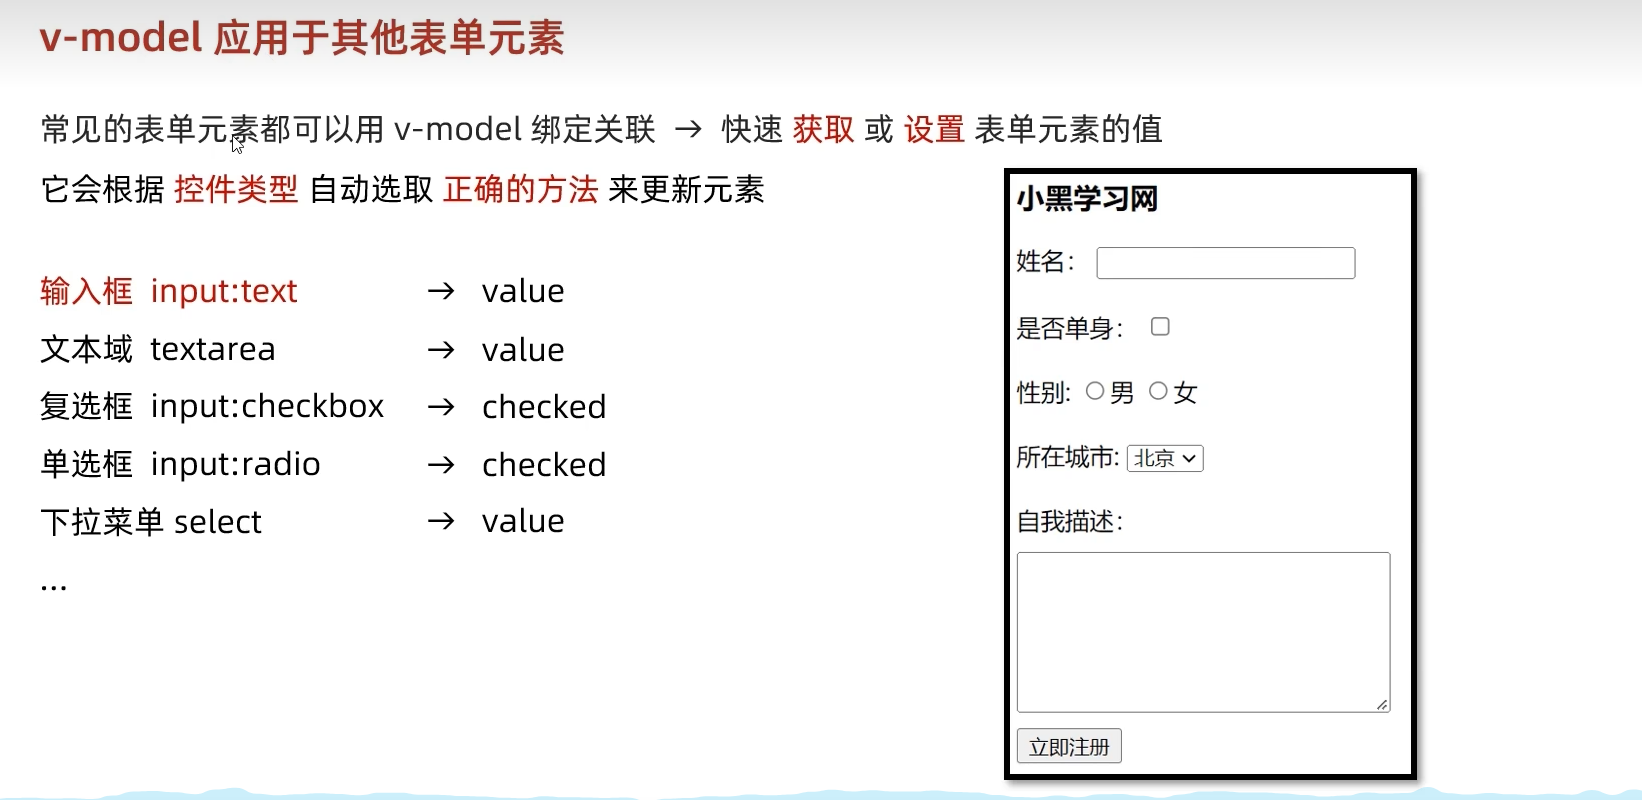 v-model 应用于其他表单元素
常见的表单元素都可以用 v-model 绑定关联 → 快速 获取 或 设置 表单元素的值
它会根据 控件类型 自动选取 正确的方法 来更新元素
输入框 input:text → value
文本域 textarea → value
复选框 input:checkbox → checked
单选框 input:radio → checked
下拉菜单 select → value
...
小黑学习网
姓名：
是否单身：
性别: 男 女
所在城市: 北京
自我描述：
立即注册